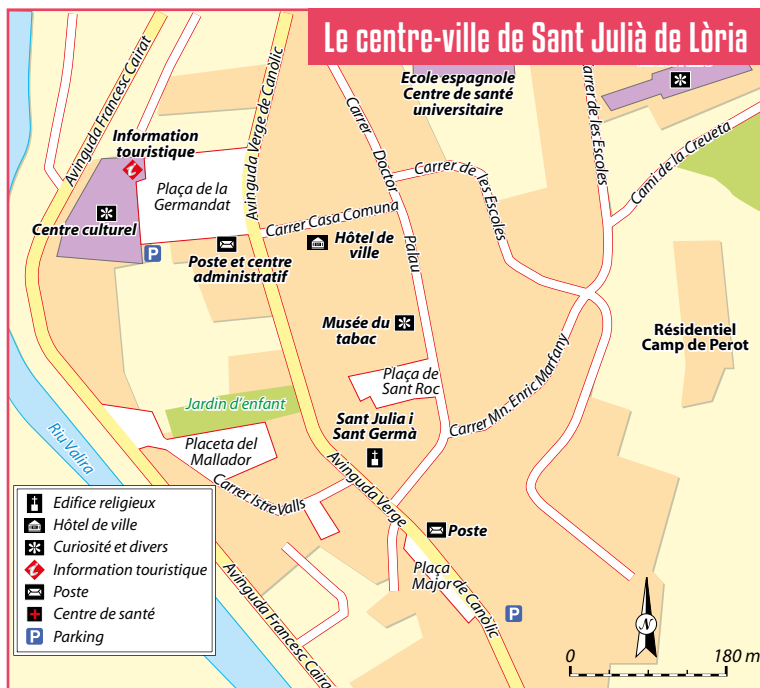 Le centre-ville de Sant Julià de Lòria
Avinguda Francesc Cairat
Avinguda Verge de Canòlic
Carrer Doctor Palau
Ecole espagnole
Centre de santé
universitaire
Carrer de les Escoles
Cami de la Creueta
Information
touristique
Plaça de la
Germandat
Carrer de les Escoles
Centre culturel
Carrer Casa Comuna
P
Poste et centre
administratif
Hôtel de
ville
Musée du
tabac
Résidentiel
Camp de Perot
Plaça de
Sant Roc
Carrer Mn. Enric Marfany
Jardin d'enfant
Sant Julia i
Sant Germà
Riu Valira
Placeta del
Mallador
Carrer Istre Valls
Avinguda Verge de Canòlic
Poste
Plaça
Major
P
Avinguda Francesc Cairat
Edifice religieux
Hôtel de ville
Curiosité et divers
Information touristique
Poste
Centre de santé
P Parking
N
0 180 m